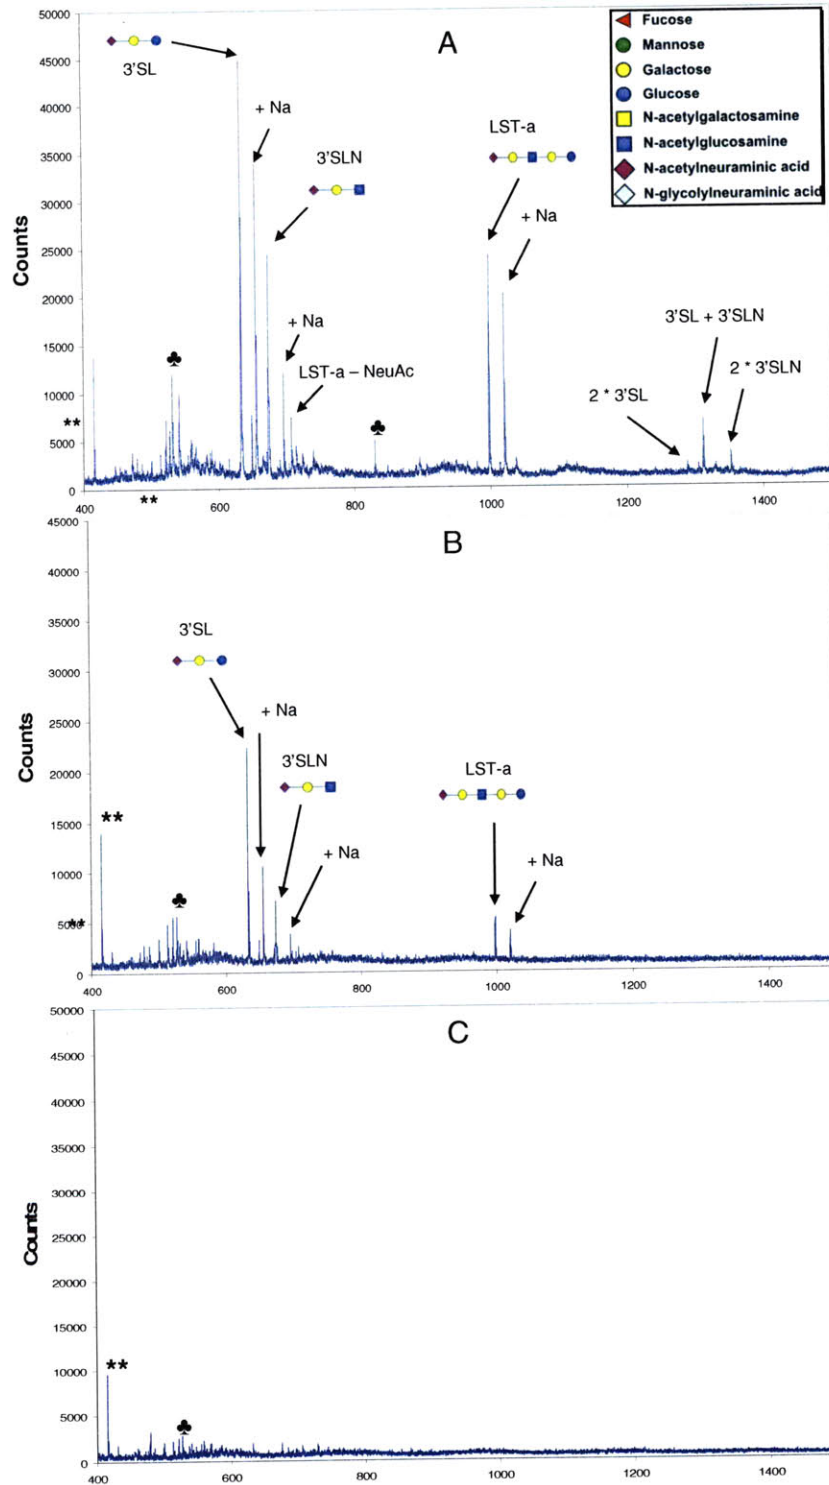 A
50000
45000
40000
35000
30000
25000
20000
15000
10000
5000
0
Counts
400
600
800
1000
1200
1400
3'SL
+ Na
3'SLN
+ Na
LST-a – NeuAc
♣
♣
**
**
LST-a
+ Na
3'SL + 3'SLN
2 * 3'SL
2 * 3'SLN
Fucose
Mannose
Galactose
Glucose
N-acetylgalactosamine
N-acetylglucosamine
N-acetylneuraminic acid
N-glycolylneuraminic acid
B
45000
40000
35000
30000
25000
20000
15000
10000
5000
0
Counts
400
600
800
1000
1200
1400
3'SL
+ Na
3'SLN
+ Na
LST-a
+ Na
**
**
♣
C
50000
45000
40000
35000
30000
25000
20000
15000
10000
5000
0
Counts
400
600
800
1000
1200
1400
**
♣